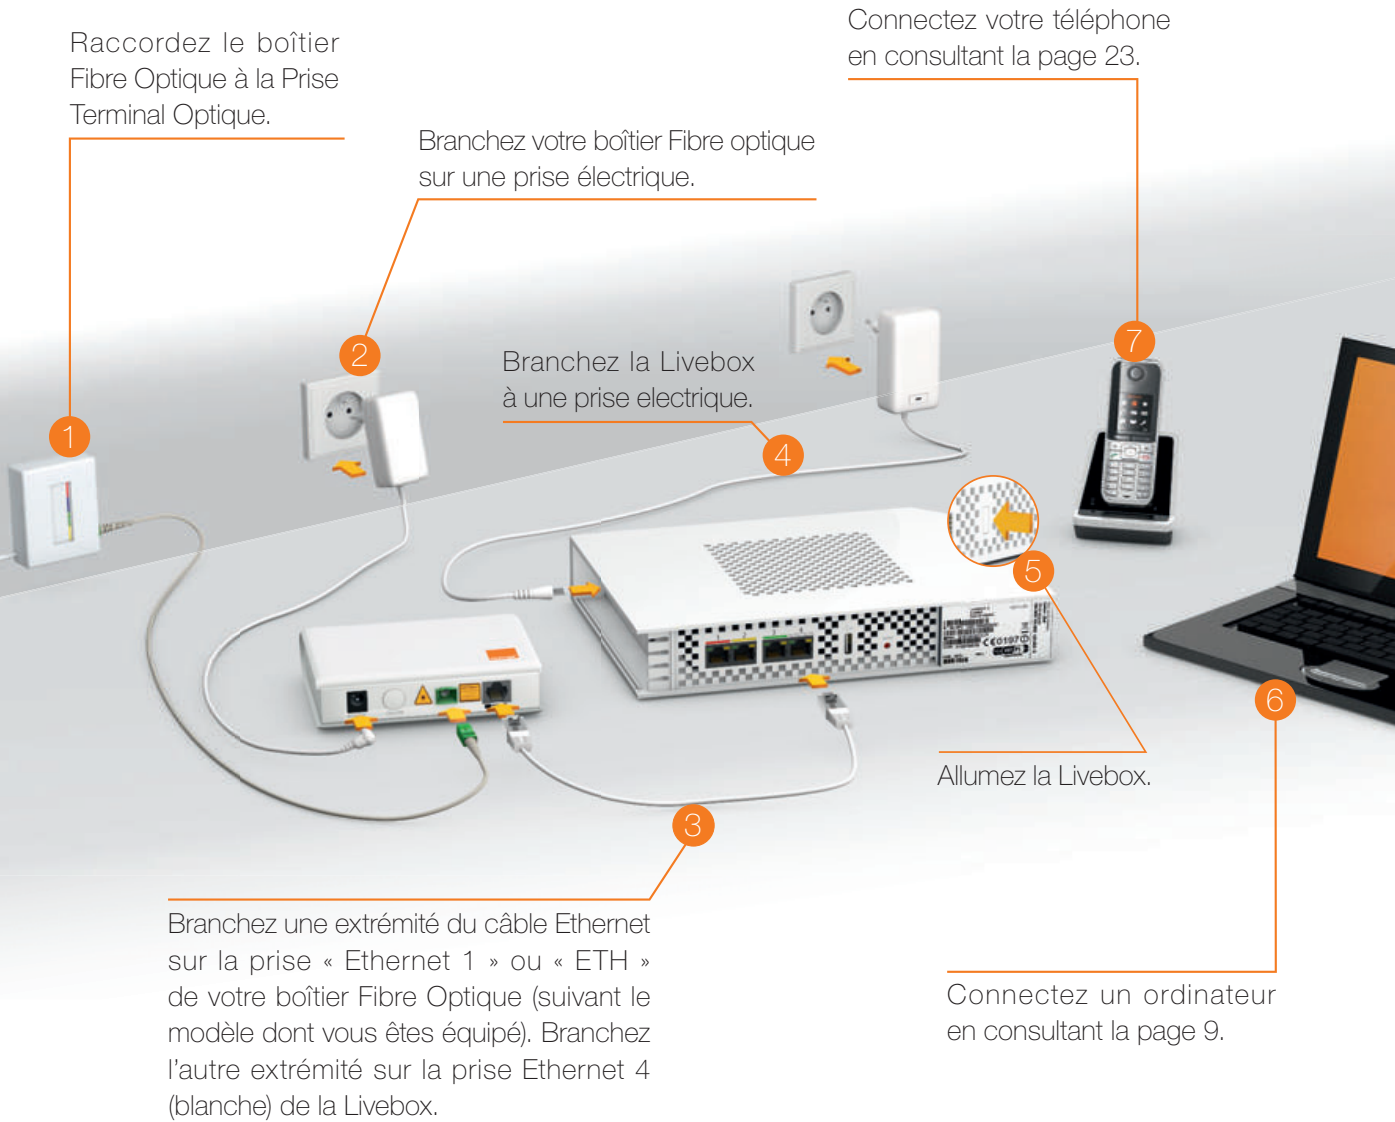 Raccordez le boîtier
Fibre Optique à la Prise
Terminal Optique.
1
Branchez votre boîtier Fibre optique
sur une prise électrique.
2
Branchez une extrémité du câble Ethernet
sur la prise « Ethernet 1 » ou « ETH »
de votre boîtier Fibre Optique (suivant le
modèle dont vous êtes équipé). Branchez
l'autre extrémité sur la prise Ethernet 4
(blanche) de la Livebox.
3
Branchez la Livebox
à une prise electrique.
4
Allumez la Livebox.
5
Connectez un ordinateur
en consultant la page 9.
6
Connectez votre téléphone
en consultant la page 23.
7
CE0197